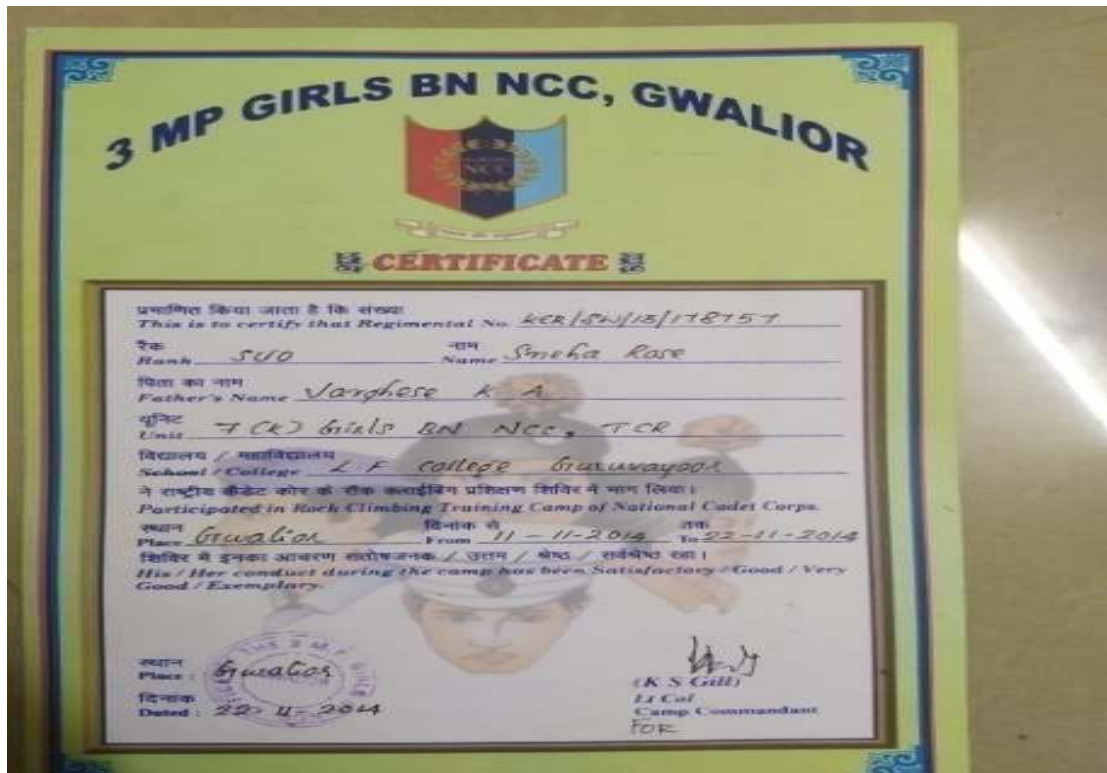 3 MP GIRLS BN NCC, GWALIOR
NCC
CERTIFICATE
प्रमाणित किया जाता है कि संख्या
This is to certify that Regimental No. KCR/SW/13/178757
रैंक नाम
Rank SUO Name Sneha Rose
पिता का नाम
Father's Name Varghese K A
यूनिट
Unit 7 (K) Girls BN NCC, TCR
विद्यालय / महाविद्यालय
School / College L F College Guruvayoor
ने राष्ट्रीय कैडेट कोर के रॉक क्लाईबिंग प्रशिक्षण शिविर में भाग लिया।
Participated in Rock Climbing Training Camp of National Cadet Corps.
स्थान दिनांक से तक
Place Gwalior From 11-11-2014 To 22-11-2014
शिविर में इनका आचरण संतोषजनक / उत्तम / श्रेष्ठ / सर्वश्रेष्ठ रहा।
His / Her conduct during the camp has been Satisfactory / Good / Very
Good / Exemplary.
स्थान
Place : Gwalior
(K S Gill)
दिनांक
Lt Col
Dated : 22-11-2014
Camp Commandant
FOR